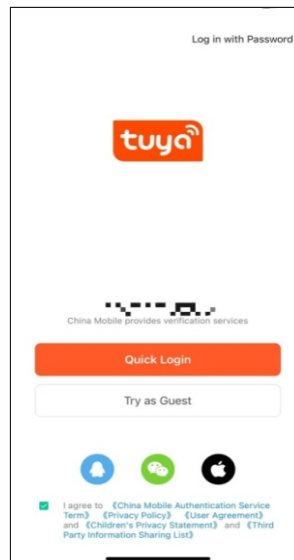 Log in with Password
tuya
China Mobile provides verification services
Quick Login
Try as Guest
I agree to 《China Mobile Authentication Service
Term》 《Privacy Policy》 《User Agreement》
and 《Children's Privacy Statement》 and 《Third
Party Information Sharing List》